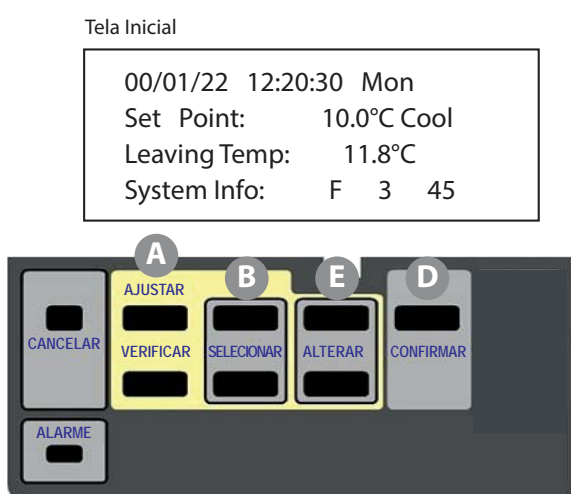 Tela Inicial
00/01/22 12:20:30 Mon
Set Point: 10.0°C Cool
Leaving Temp: 11.8°C
System Info: F 3 45
A B E D
AJUSTAR
CANCELAR VERIFICAR SELECIONAR ALTERAR CONFIRMAR
ALARME